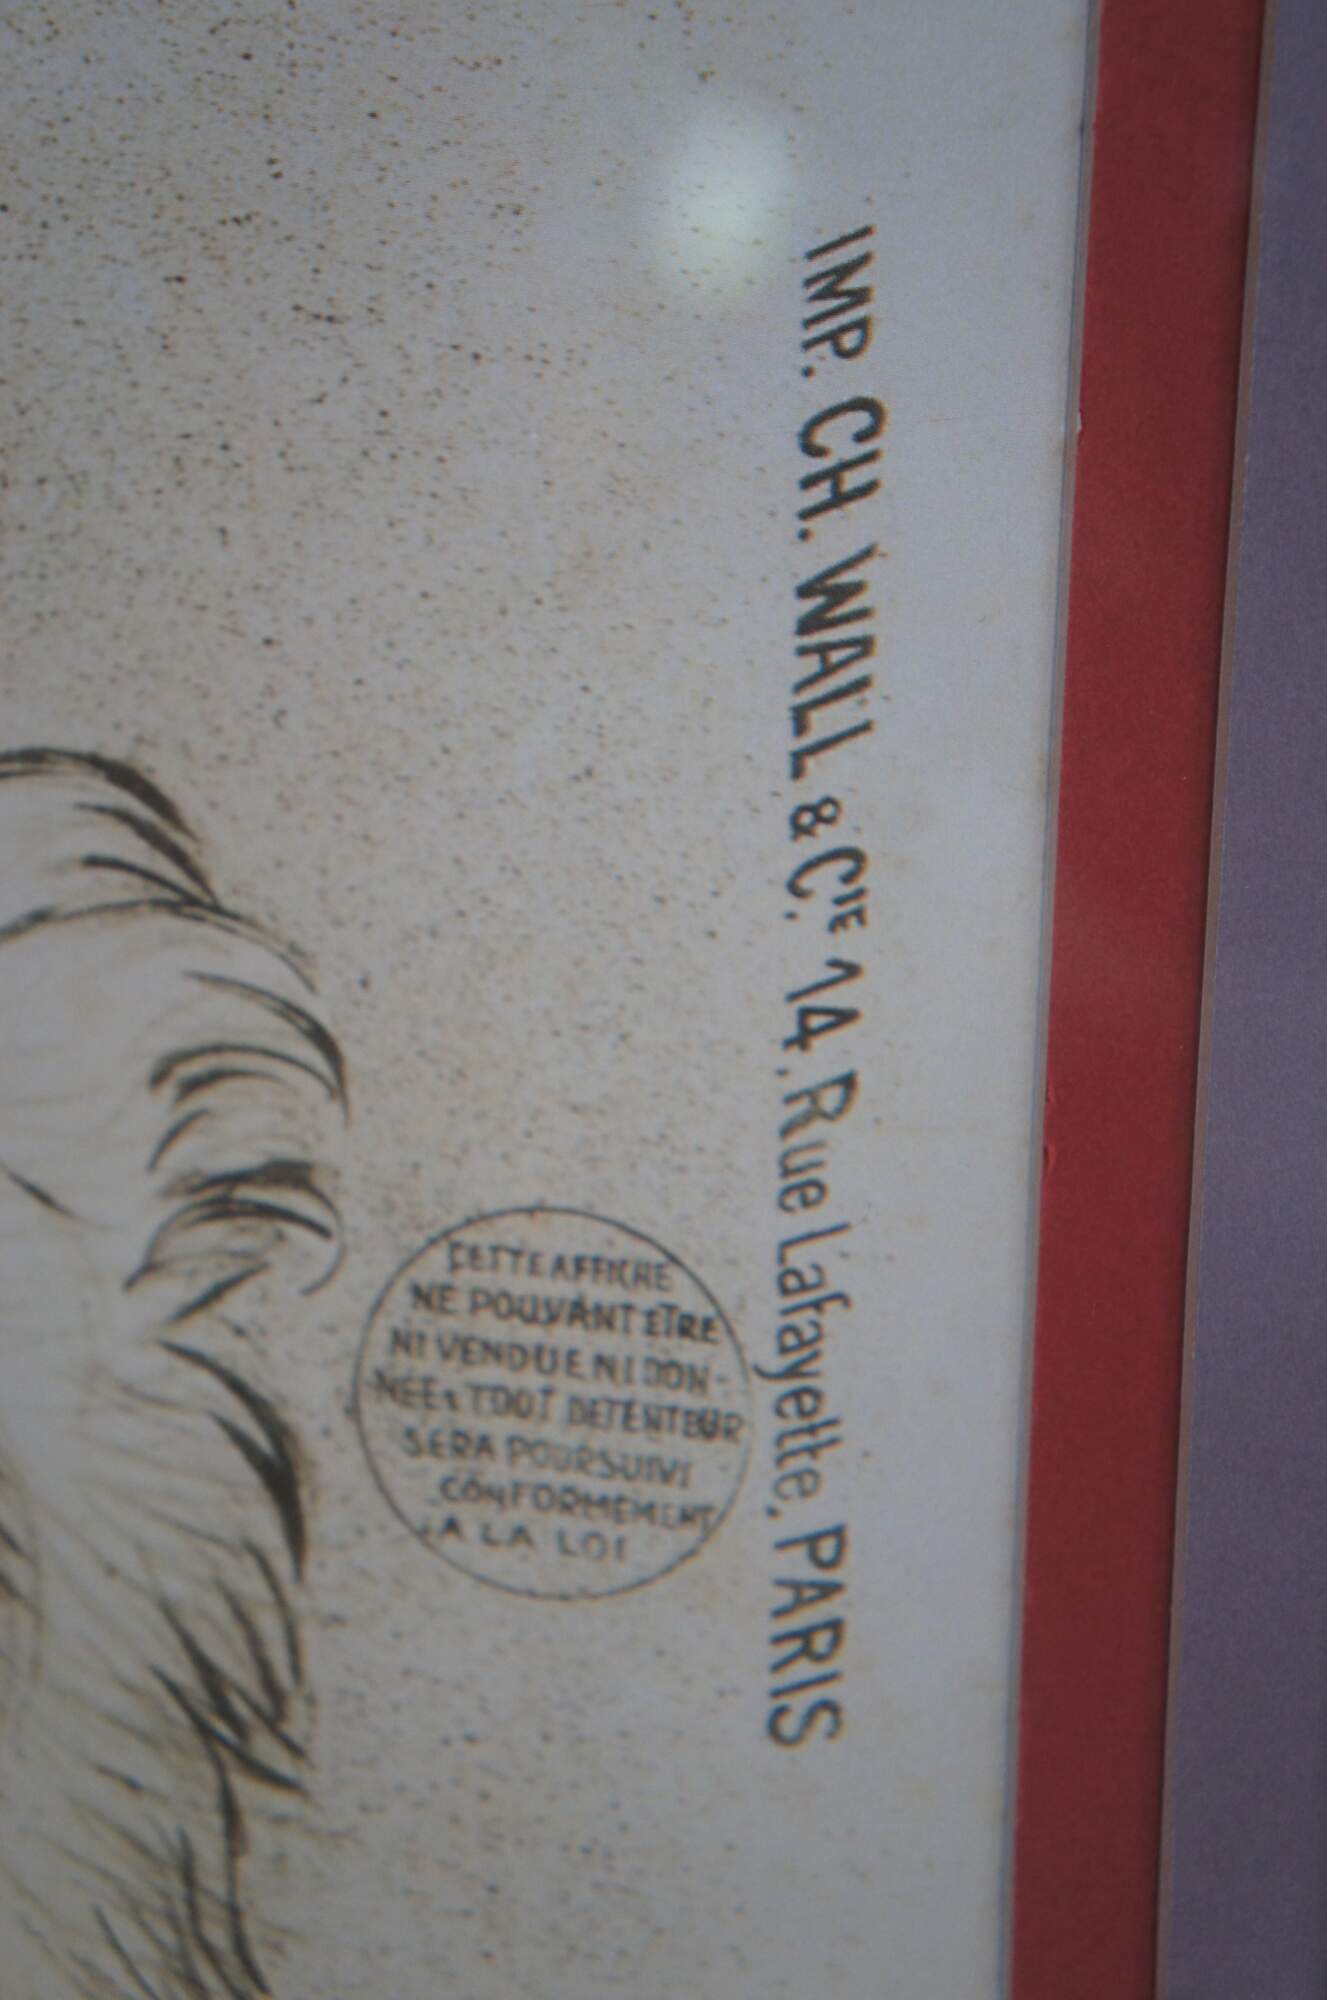 IMP. CH. WALL & CIE. 14, Rue Lafayette, PARIS
CETTE AFFICHE
NE POUVANT ETRE
NI VENDUE NI DON-
NÉE, TOUT DETENTEUR
SERA POURSUIVI
CONFORMEMENT
A LA LOI